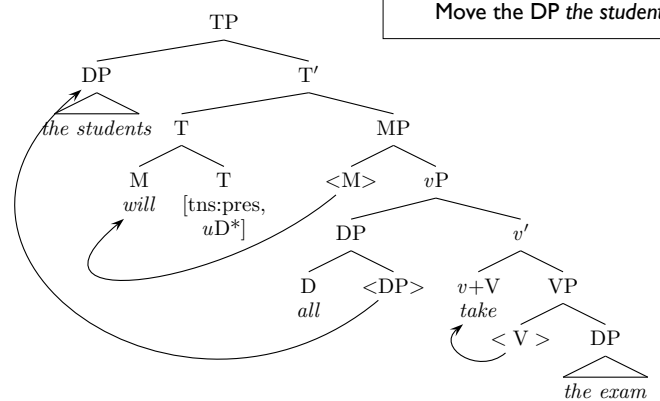 Move the DP the student
TP
DP T′
the students T MP
M T <M> vP
will [tns:pres,
uD*] DP v′
D <DP> v+V VP
all take
< V > DP
the exam